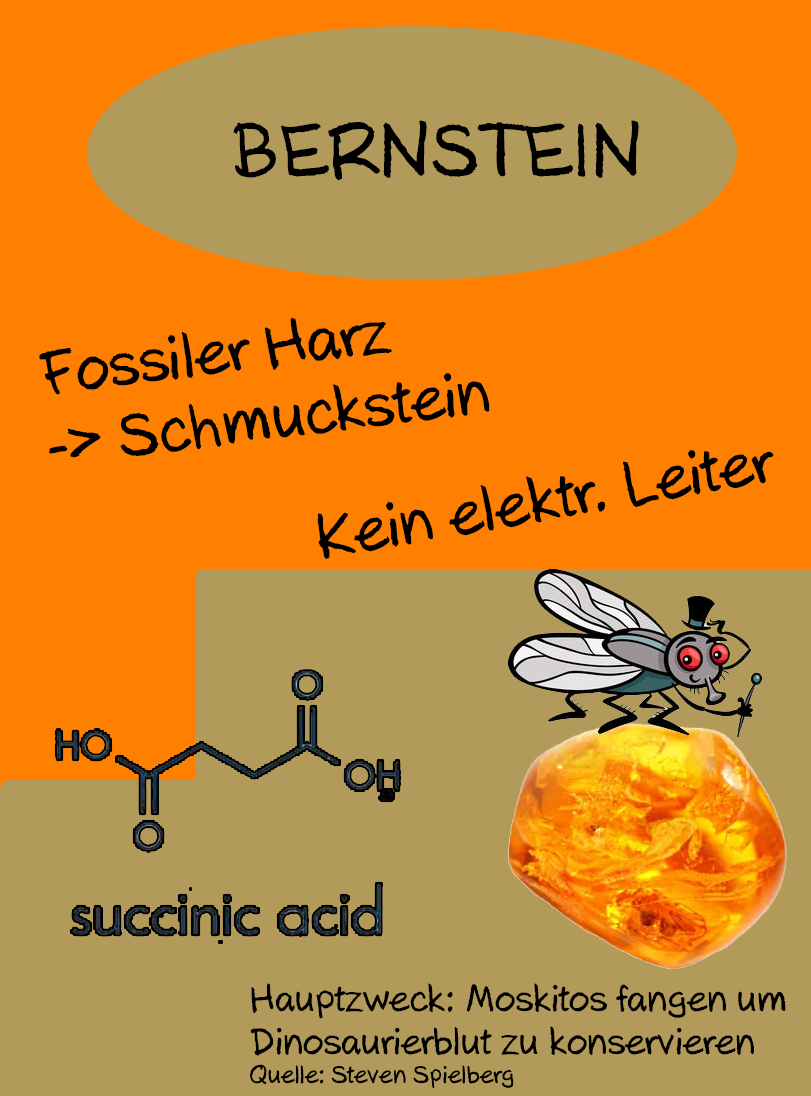 BERNSTEIN
Fossiler Harz
-> Schmuckstein
Kein elektr. Leiter
O
HO
OH
O
succinic acid
Hauptzweck: Moskitos fangen um
Dinosaurierblut zu konservieren
Quelle: Steven Spielberg